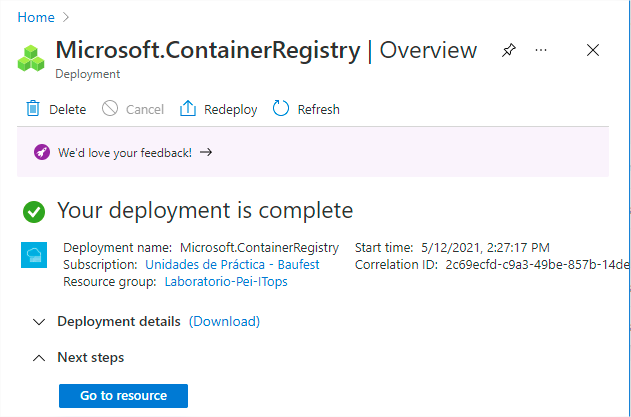 Home
Microsoft.ContainerRegistry | Overview
Deployment
Delete Cancel Redeploy Refresh
We'd love your feedback!
Your deployment is complete
Deployment name: Microsoft.ContainerRegistry Start time: 5/12/2021, 2:27:17 PM
Subscription: Unidades de Práctica - Baufest Correlation ID: 2c69ecfd-c9a3-49be-857b-14de
Resource group: Laboratorio-Pei-ITops
Deployment details (Download)
Next steps
Go to resource